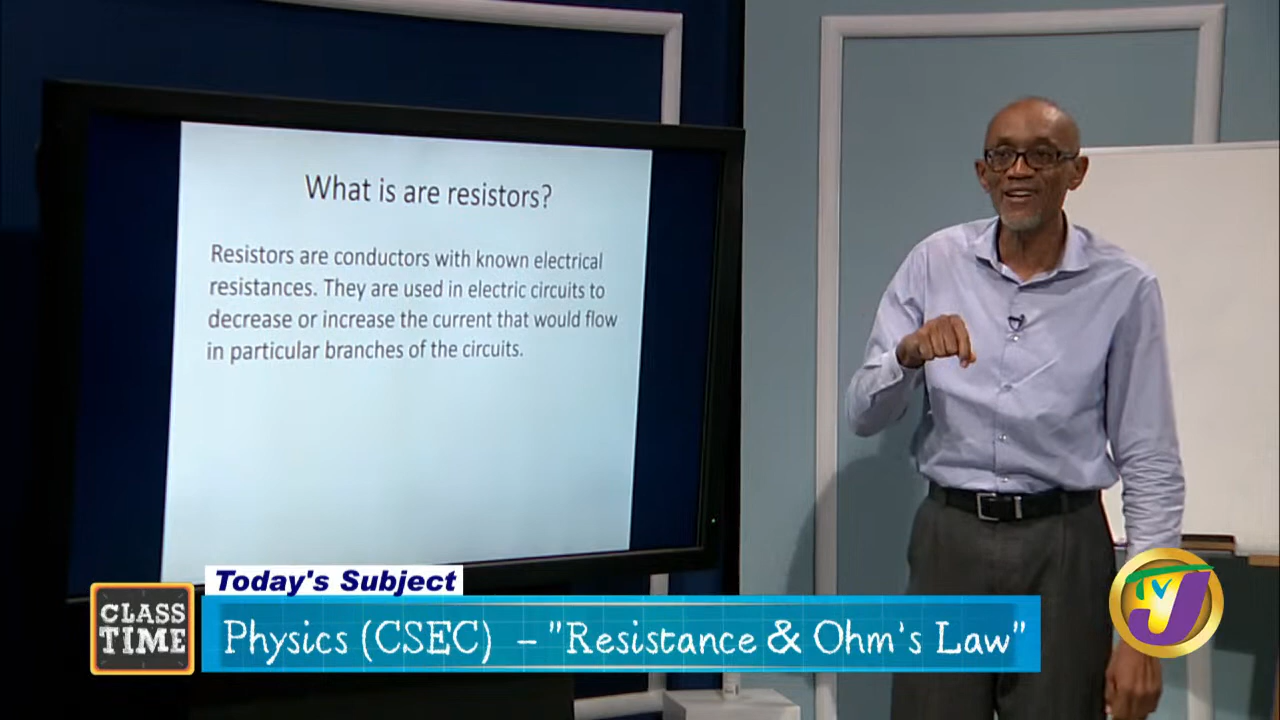 What is are resistors?
Resistors are conductors with known electrical
resistances. They are used in electric circuits to
decrease or increase the current that would flow
in particular branches of the circuits.
Today's Subject
CLASS
TIME
Physics (CSEC) – "Resistance & Ohm's Law"
TVJ